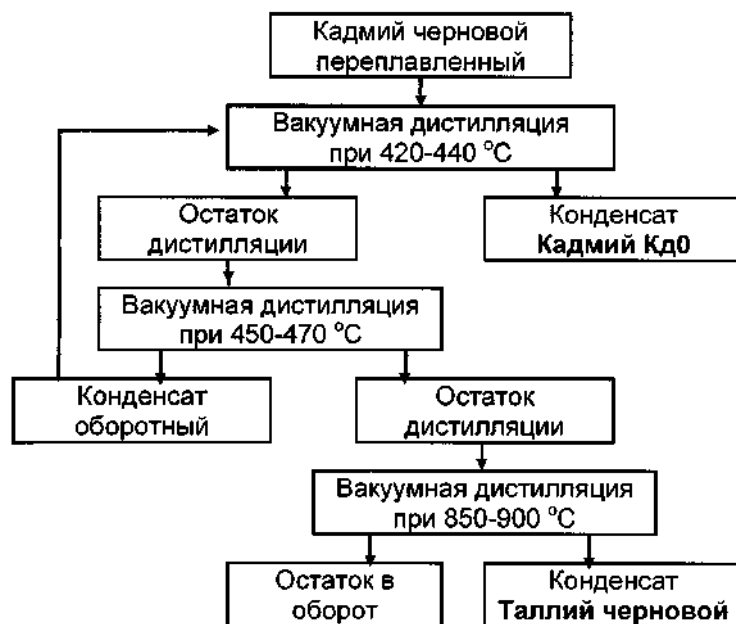 Кадмий черновой
переплавленный
Вакуумная дистилляция
при 420-440 °С
Остаток
дистилляции
Конденсат
Кадмий Кд0
Вакуумная дистилляция
при 450-470 °С
Конденсат
оборотный
Остаток
дистилляции
Вакуумная дистилляция
при 850-900 °С
Остаток в
оборот
Конденсат
Таллий черновой